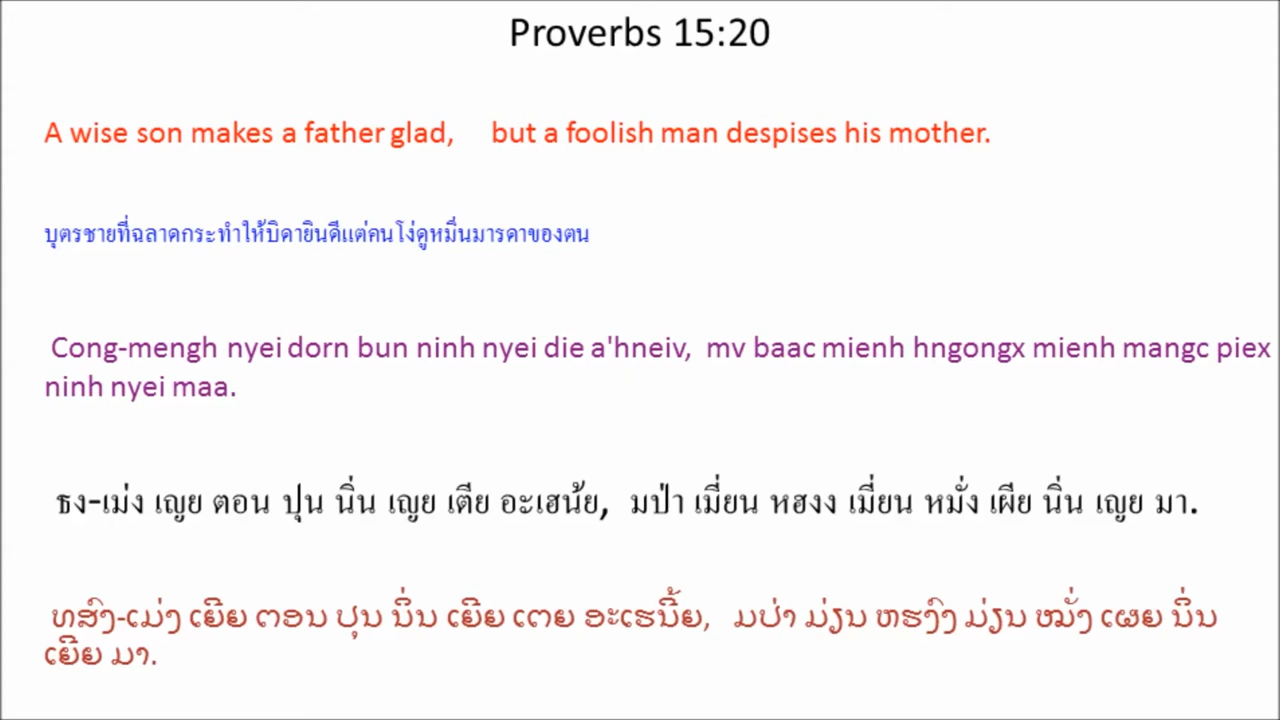 Proverbs 15:20
A wise son makes a father glad, but a foolish man despises his mother.
บุตรชายที่ฉลาดกระทำให้บิดายินดีแต่คนโง่ดูหมิ่นมารดาของตน
Cong-mengh nyei dorn bun ninh nyei die a'hneiv, mv baac mienh hngongx mienh mangc piex
ninh nyei maa.
ธง-เม่ง เญย ตอน ปุน นิ่น เญย เตีย อะเฮน้ย, มป่า เมี่ยน หฮงง เมี่ยน หมั่ง เผีย นิ่น เญย มา.
ທສົງ-ເມ່ງ ເຍີຍ ຕອນ ປຸນ ນິ່ນ ເຍີຍ ເຕຍ ອະເຮນີ້ຍ, ມປ່າ ມ່ຽນ ຫຮງົງ ມ່ຽນ ໝັ່ງ ເຜຍ ນິ່ນ
ເຍີຍ ມາ.